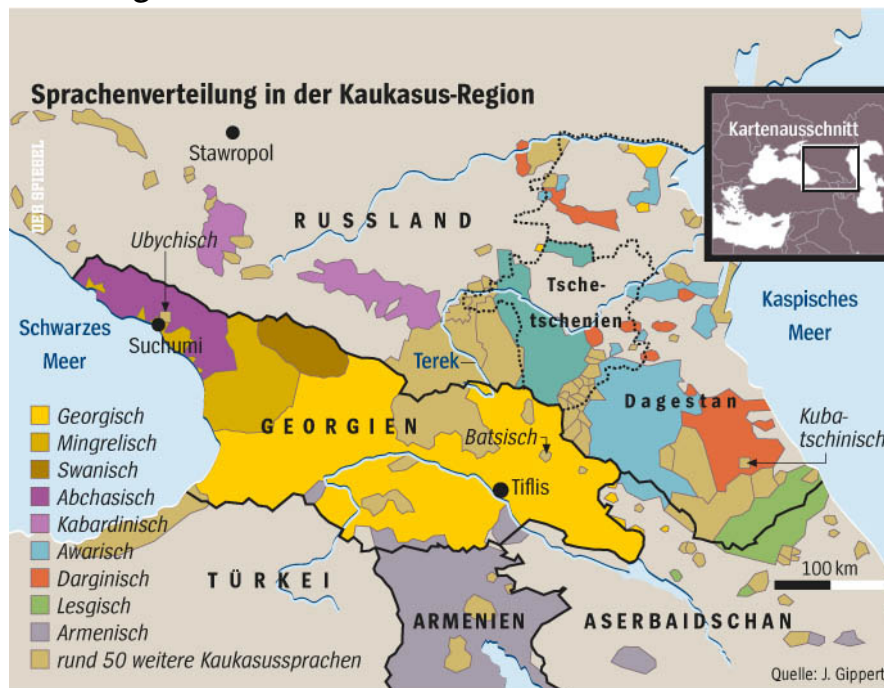 Sprachenverteilung in der Kaukasus-Region
Kartenausschnitt
Stawropol
DER SPIEGEL
RUSSLAND
Ubychisch
Tsche-
tschenien
Kaspisches
Meer
Schwarzes
Meer
Suchumi
Terek
Dagestan
Kuba-
tschinisch
GEORGIEN
Batsisch
Tiflis
Georgisch
Mingrelisch
Swanisch
Abchasisch
Kabardinisch
Awarisch
Darginisch
Lesgisch
Armenisch
rund 50 weitere Kaukasussprachen
TÜRKEI
ARMENIEN
ASERBAIDSCHAN
100 km
Quelle: J. Gippert